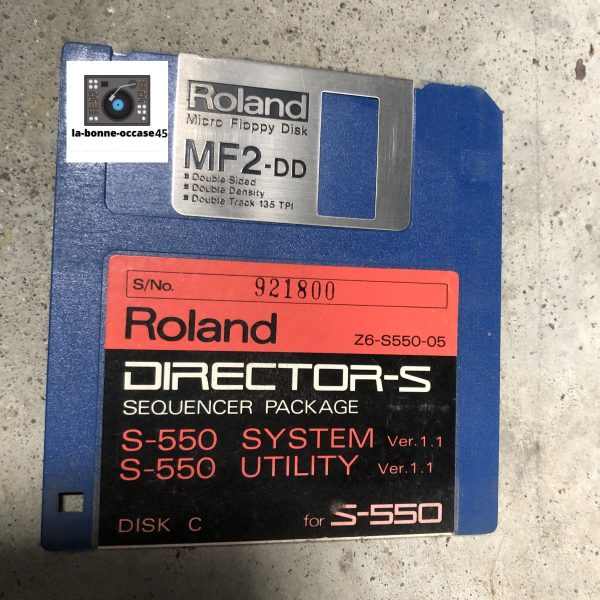 la-bonne-occase45
Roland
Micro Floppy Disk
MF2-DD
Double Sided
Double Density
Double Track 135 TPI
S/No. 921800
Roland Z6-S550-05
DIRECTOR-S
SEQUENCER PACKAGE
S-550 SYSTEM Ver.1.1
S-550 UTILITY Ver.1.1
DISK C for S-550